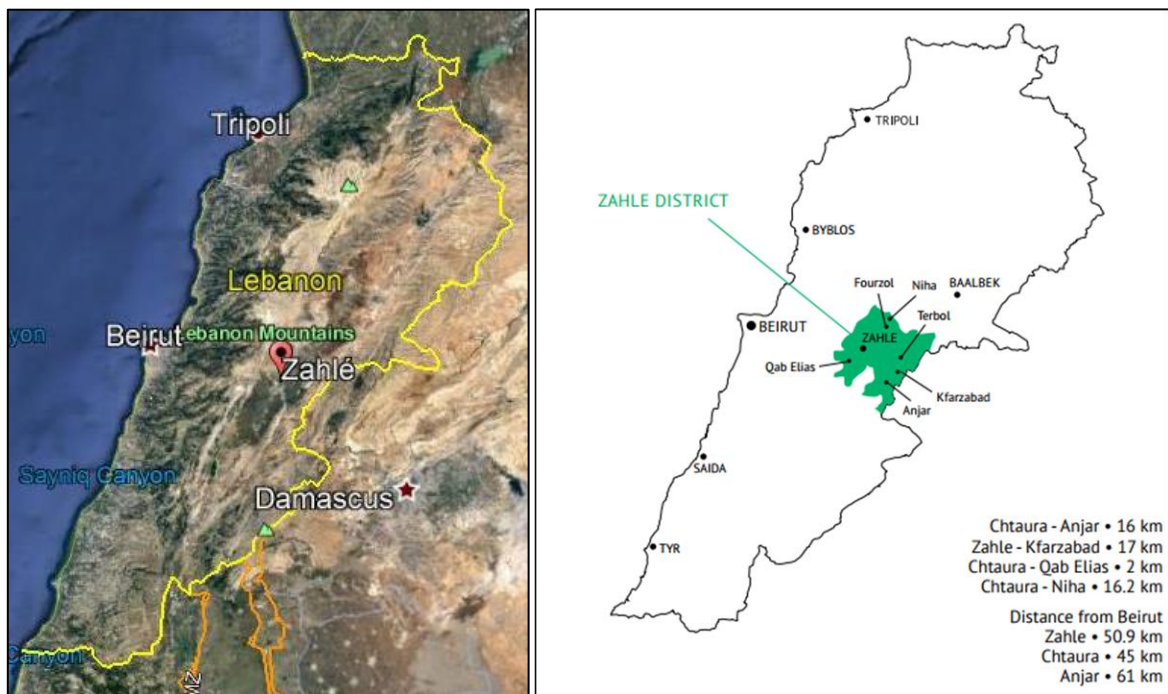 Tripoli
Lebanon
yon
Beirut
Lebanon Mountains
Zahlé
Sayniq Canyon
Damascus
Canyon
MZ
TRIPOLI
ZAHLE DISTRICT
BYBLOS
Fourzol
Niha
BAALBEK
Terbol
BEIRUT
ZAHLE
Qab Elias
Kfarzabad
Anjar
SAIDA
TYR
Chtaura - Anjar • 16 km
Zahle - Kfarzabad • 17 km
Chtaura - Qab Elias • 2 km
Chtaura - Niha • 16.2 km
Distance from Beirut
Zahle • 50.9 km
Chtaura • 45 km
Anjar • 61 km